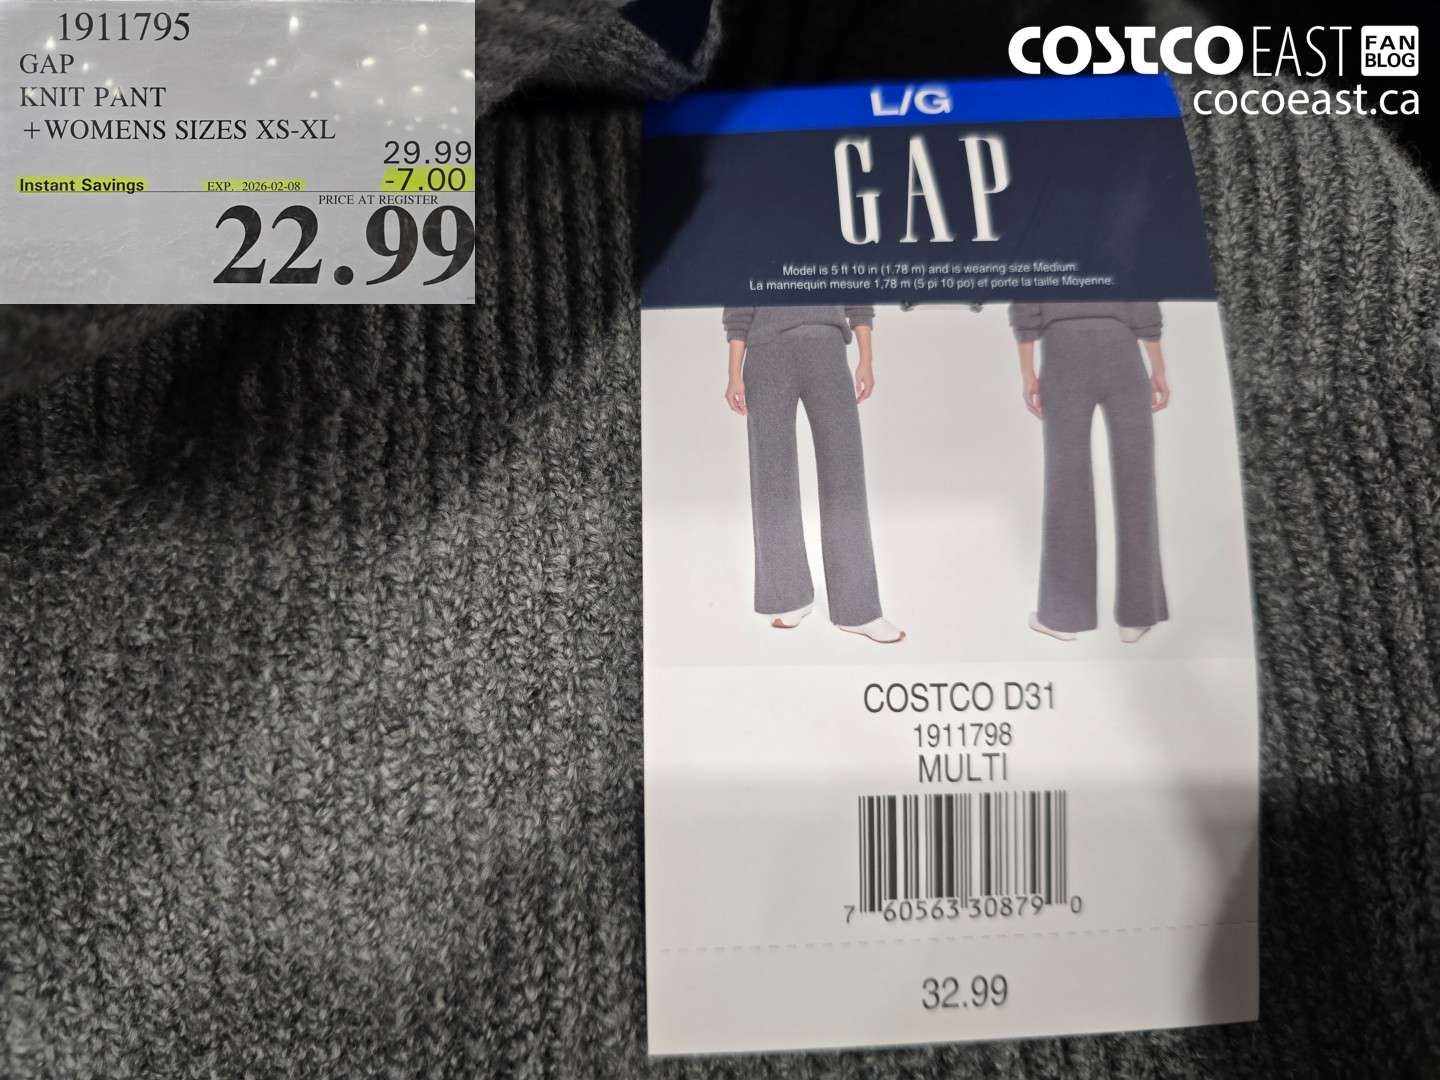 1911795
GAP
KNIT PANT
+WOMENS SIZES XS-XL
29.99
Instant Savings EXP. 2026-02-08 -7.00
PRICE AT REGISTER
22.99
COSTCO EAST FAN BLOG
cocoeast.ca
L/G
GAP
Model is 5 ft 10 in (1.78 m) and is wearing size Medium.
La mannequin mesure 1,78 m (5 pi 10 po) et porte la taille Moyenne.
COSTCO D31
1911798
MULTI
7 60563 30879 0
32.99